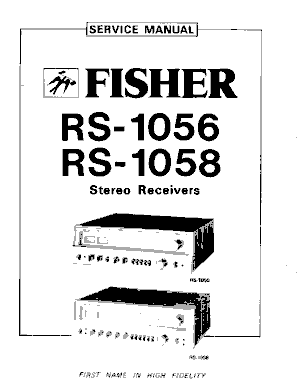 SERVICE MANUAL
FISHER
RS-1056
RS-1058
Stereo Receivers
RS-1056
RS-1058
FIRST NAME IN HIGH FIDELITY